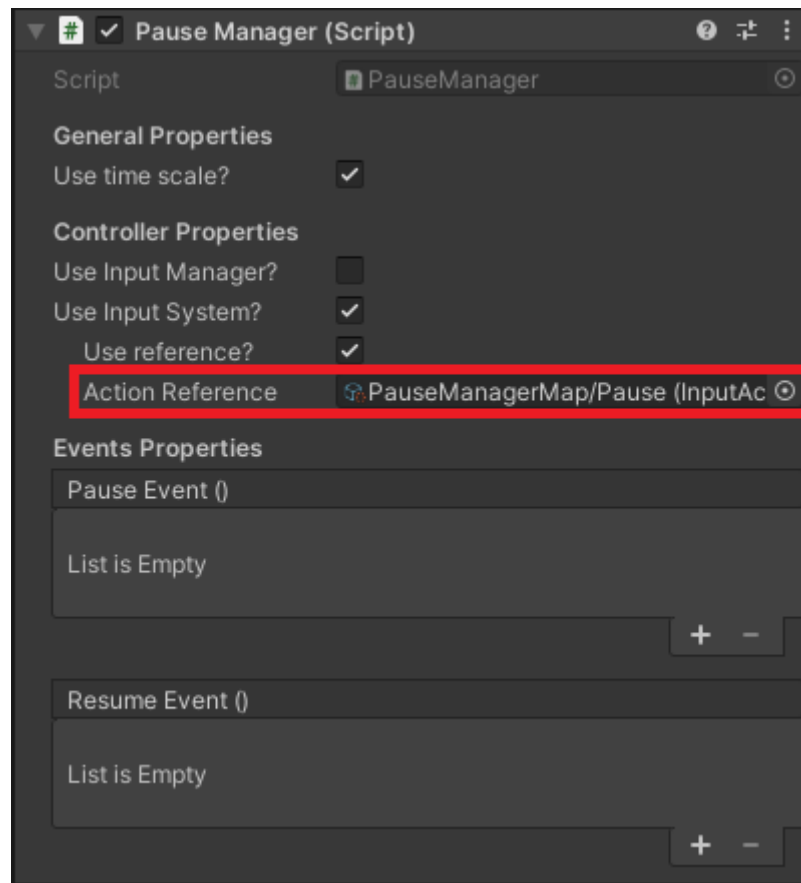 Pause Manager (Script)
Script PauseManager
General Properties
Use time scale?
Controller Properties
Use Input Manager?
Use Input System?
Use reference?
Action Reference PauseManagerMap/Pause (InputAc
Events Properties
Pause Event ()
List is Empty
Resume Event ()
List is Empty